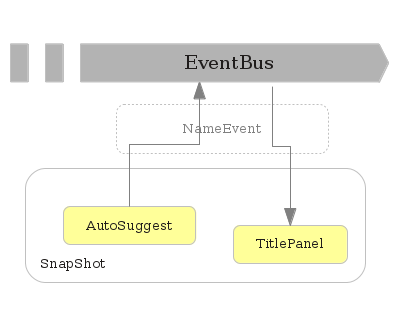 EventBus
NameEvent
AutoSuggest
TitlePanel
SnapShot